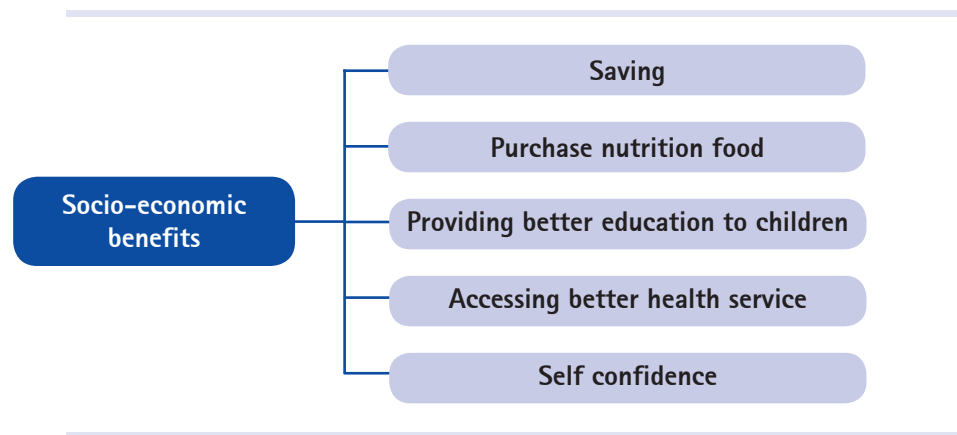 Socio-economic
benefits
Saving
Purchase nutrition food
Providing better education to children
Accessing better health service
Self confidence